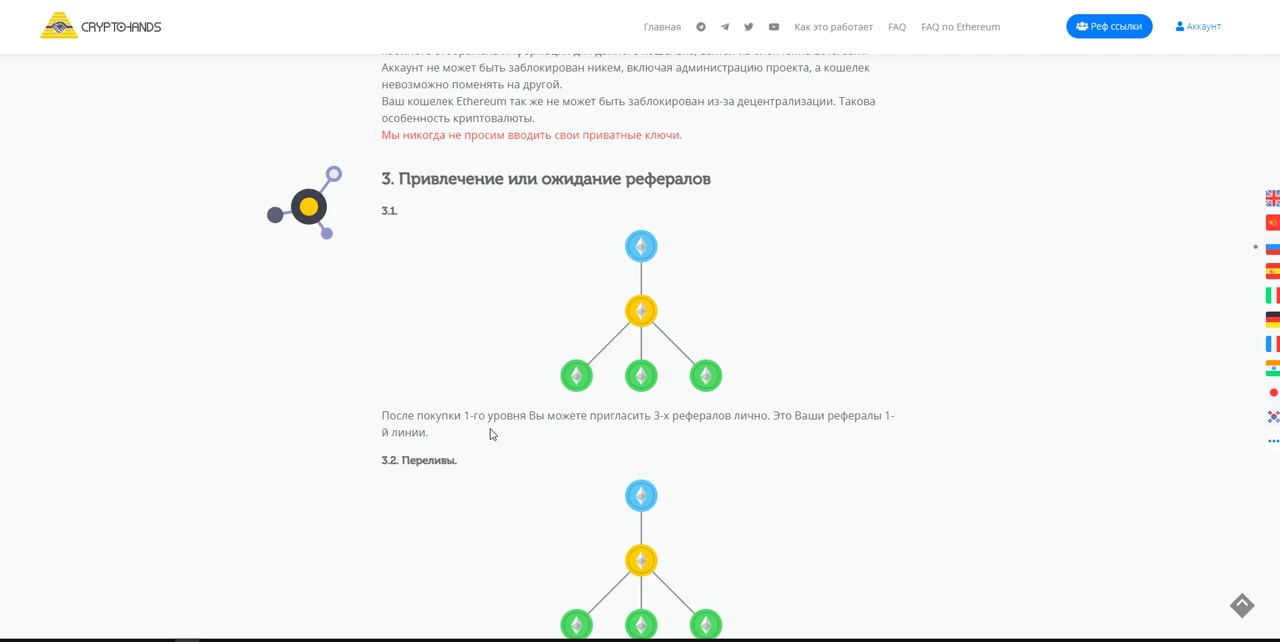 CRYPTOHANDS
Главная
Как это работает
FAQ
FAQ по Ethereum
Реф ссылки
Аккаунт
Аккаунт не может быть заблокирован никем, включая администрацию проекта, а кошелек
невозможно поменять на другой.
Ваш кошелек Ethereum так же не может быть заблокирован из-за децентрализации. Такова
особенность криптовалюты.
Мы никогда не просим вводить свои приватные ключи.
3. Привлечение или ожидание рефералов
3.1.
После покупки 1-го уровня Вы можете пригласить 3-х рефералов лично. Это Ваши рефералы 1-
й линии.
3.2. Переливы.